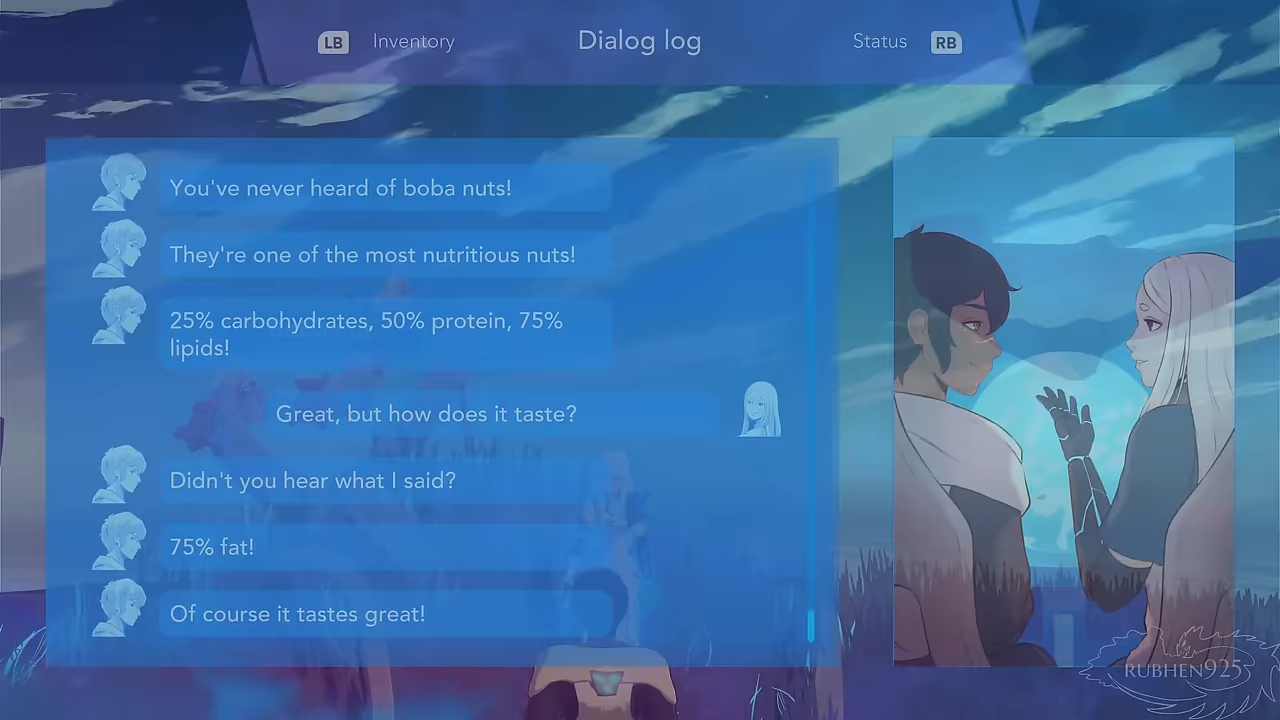 LB Inventory Dialog log Status RB
You've never heard of boba nuts!
They're one of the most nutritious nuts!
25% carbohydrates, 50% protein, 75%
lipids!
Great, but how does it taste?
Didn't you hear what I said?
75% fat!
Of course it tastes great!
RUBHEN925